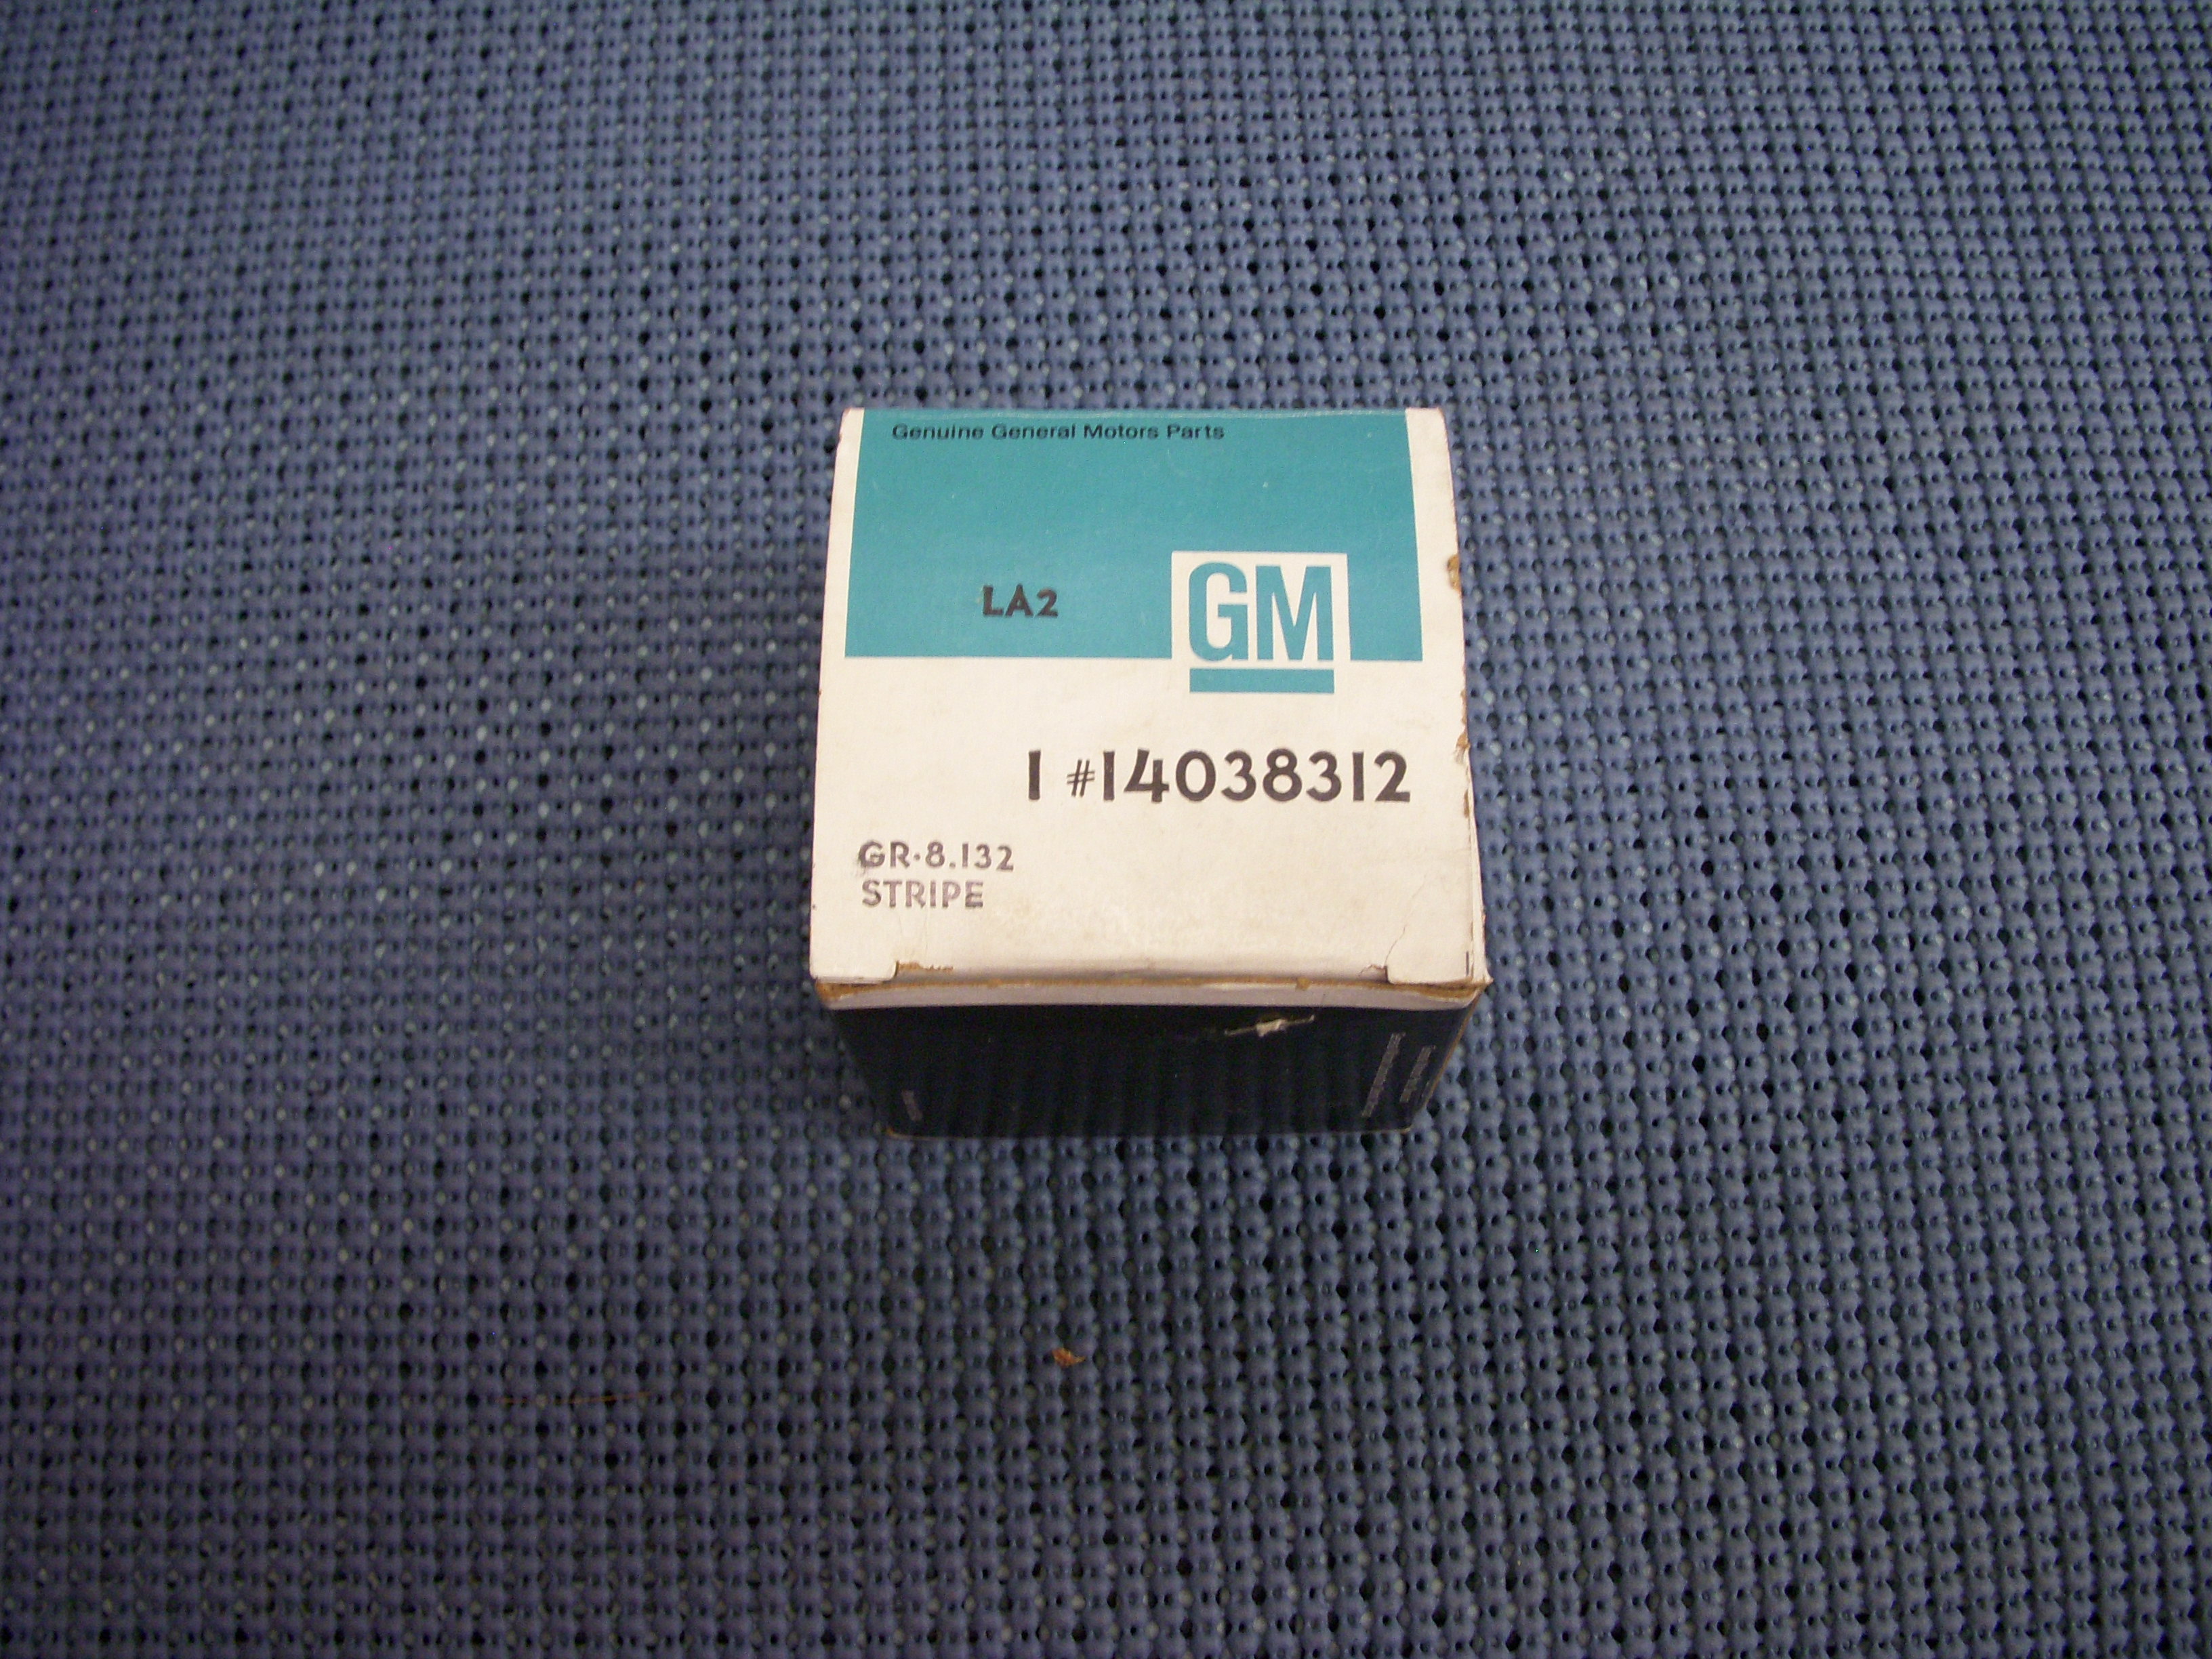 Genuine General Motors Parts
LA2
GM
1 #14038312
GR·8.132
STRIPE